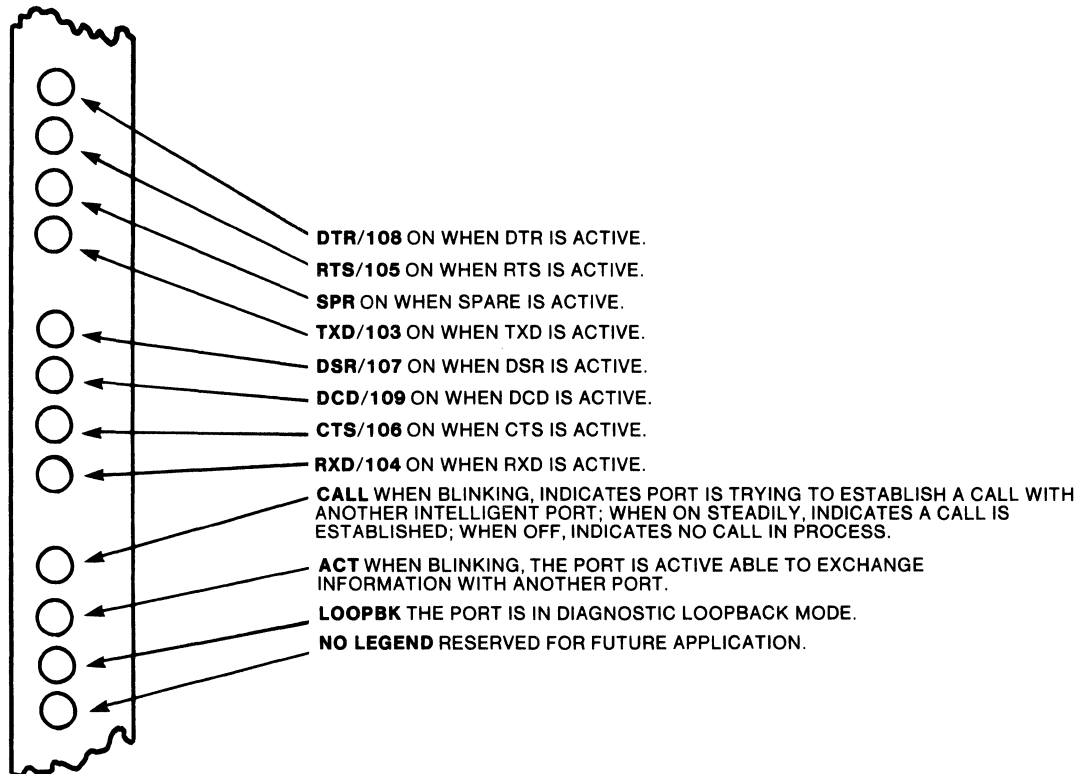 DTR/108 ON WHEN DTR IS ACTIVE.
RTS/105 ON WHEN RTS IS ACTIVE.
SPR ON WHEN SPARE IS ACTIVE.
TXD/103 ON WHEN TXD IS ACTIVE.
DSR/107 ON WHEN DSR IS ACTIVE.
DCD/109 ON WHEN DCD IS ACTIVE.
CTS/106 ON WHEN CTS IS ACTIVE.
RXD/104 ON WHEN RXD IS ACTIVE.
CALL WHEN BLINKING, INDICATES PORT IS TRYING TO ESTABLISH A CALL WITH
ANOTHER INTELLIGENT PORT; WHEN ON STEADILY, INDICATES A CALL IS
ESTABLISHED; WHEN OFF, INDICATES NO CALL IN PROCESS.
ACT WHEN BLINKING, THE PORT IS ACTIVE ABLE TO EXCHANGE
INFORMATION WITH ANOTHER PORT.
LOOPBK THE PORT IS IN DIAGNOSTIC LOOPBACK MODE.
NO LEGEND RESERVED FOR FUTURE APPLICATION.